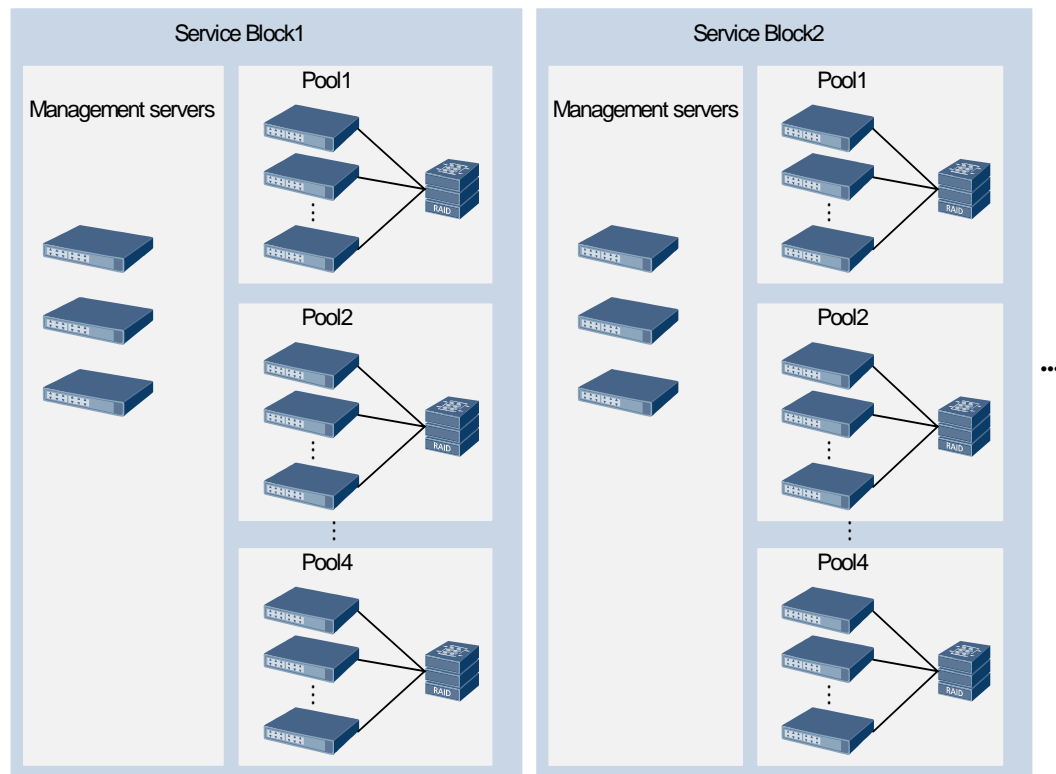 Service Block1
Management servers
Pool1
RAID
Pool2
RAID
Pool4
RAID
Service Block2
Management servers
Pool1
RAID
Pool2
RAID
Pool4
RAID
...